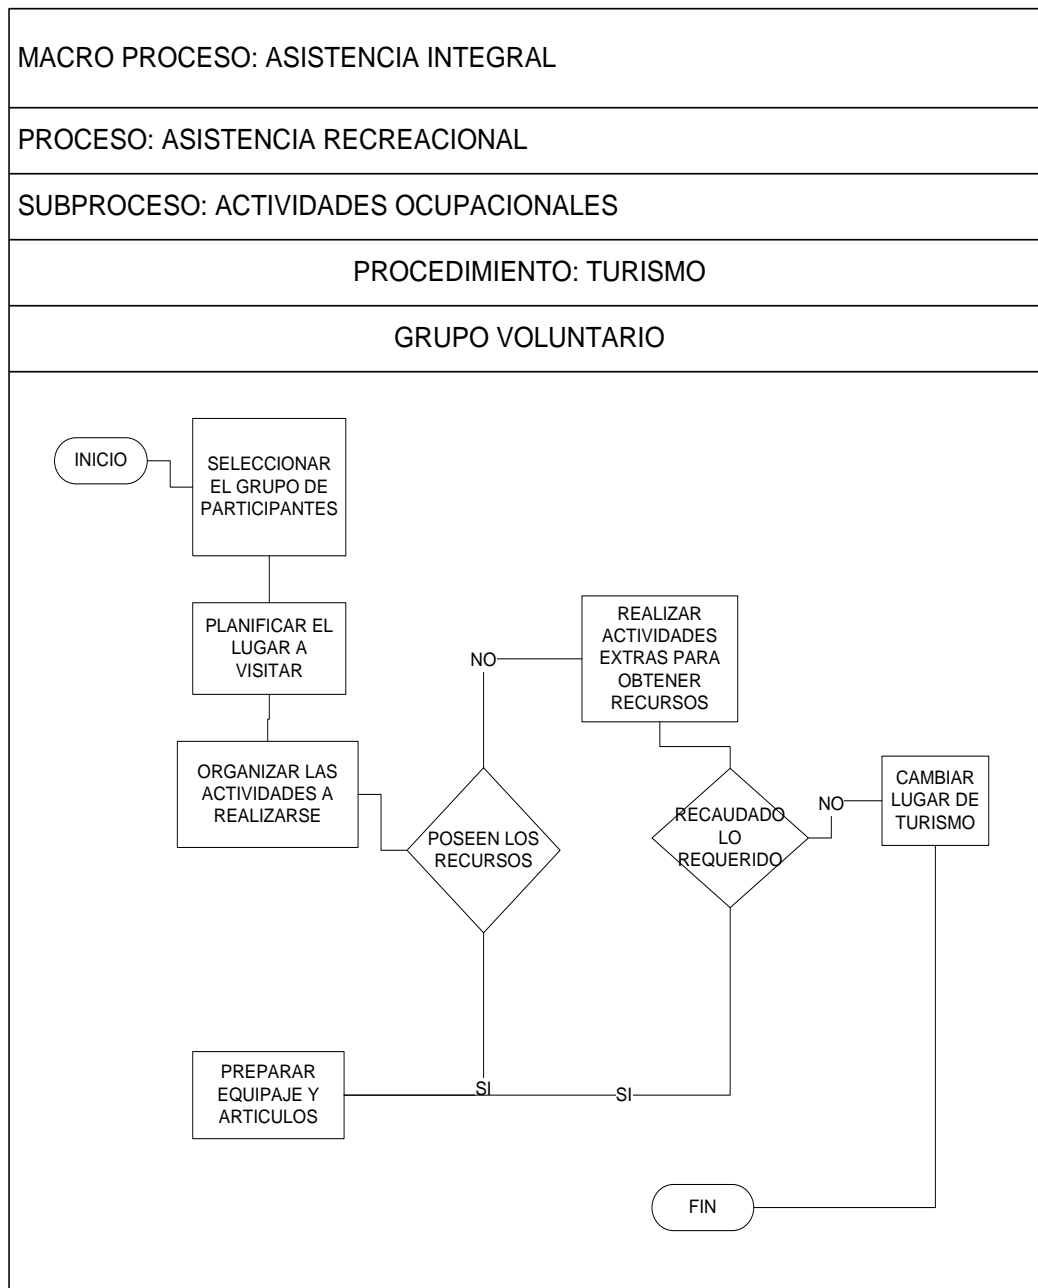 MACRO PROCESO: ASISTENCIA INTEGRAL
PROCESO: ASISTENCIA RECREACIONAL
SUBPROCESO: ACTIVIDADES OCUPACIONALES
PROCEDIMIENTO: TURISMO
GRUPO VOLUNTARIO
INICIO
SELECCIONAR
EL GRUPO DE
PARTICIPANTES
PLANIFICAR EL
LUGAR A
VISITAR
ORGANIZAR LAS
ACTIVIDADES A
REALIZARSE
POSEEN LOS
RECURSOS
NO
REALIZAR
ACTIVIDADES
EXTRAS PARA
OBTENER
RECURSOS
RECAUDADO
LO
REQUERIDO
NO
CAMBIAR
LUGAR DE
TURISMO
PREPARAR
EQUIPAJE Y
ARTICULOS
SI
SI
FIN